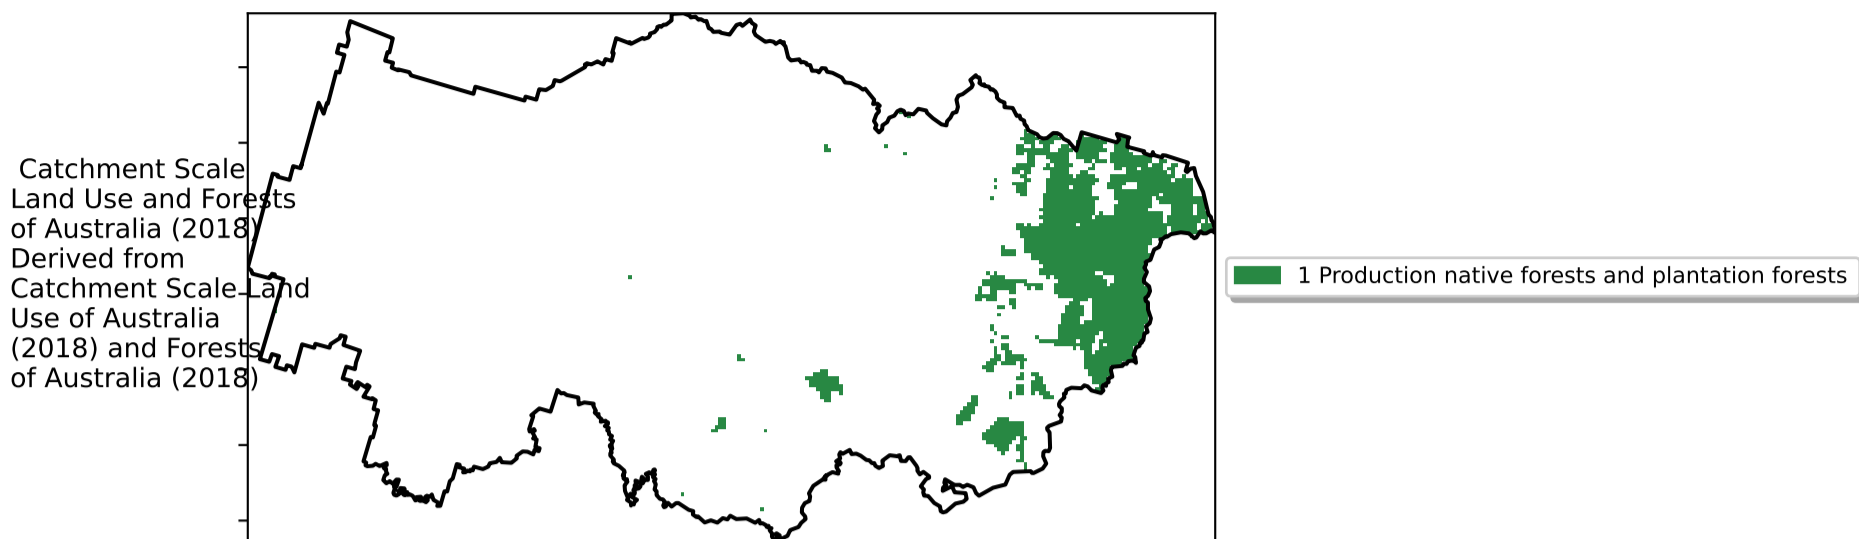 Catchment Scale
Land Use and Forests
of Australia (2018)
Derived from
Catchment Scale Land
Use of Australia
(2018) and Forests
of Australia (2018)
1 Production native forests and plantation forests